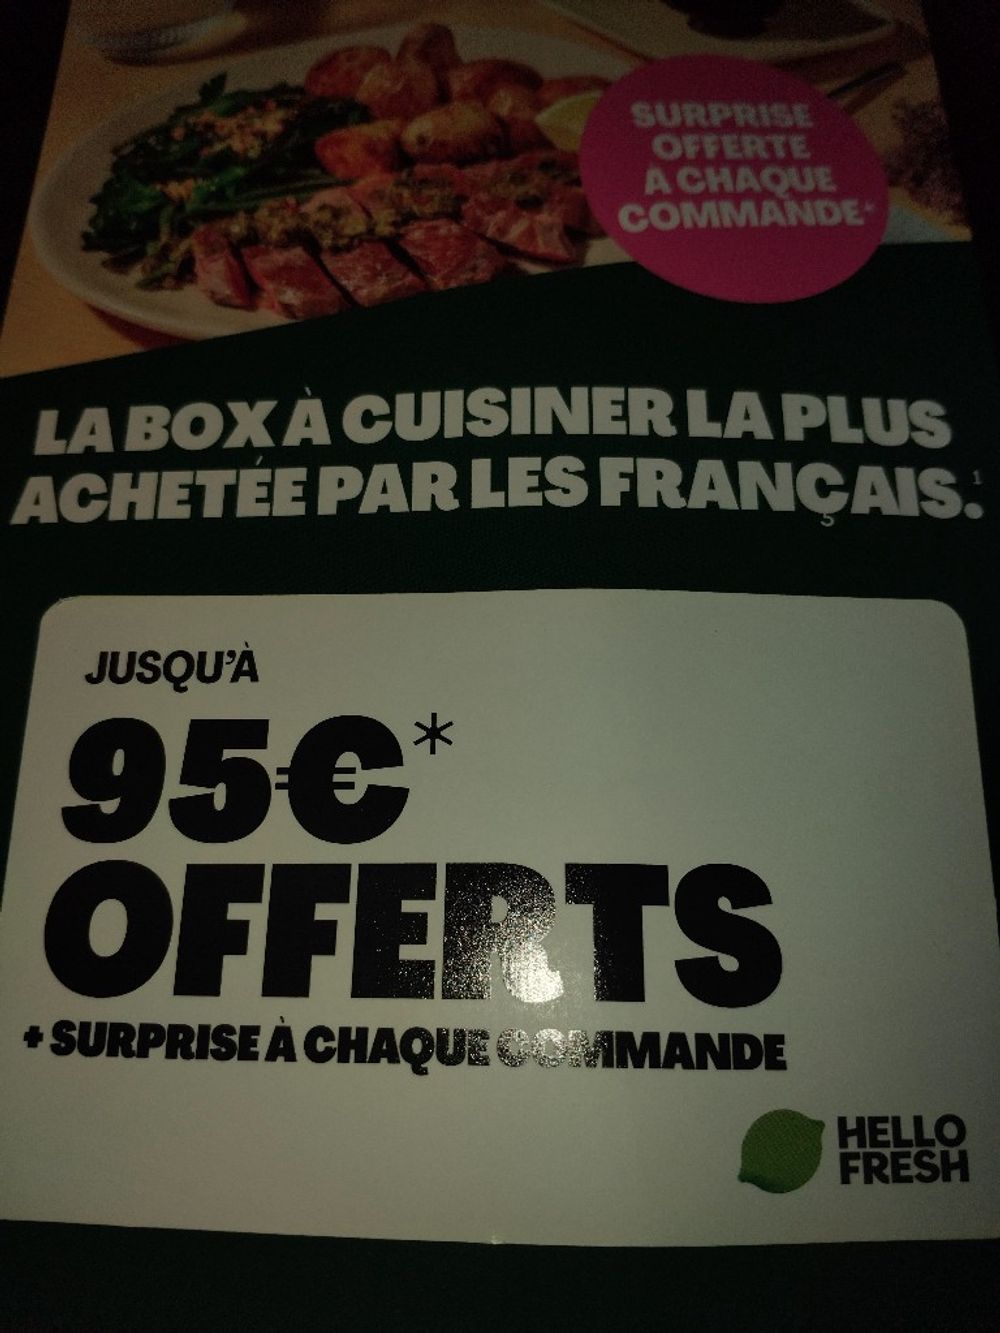 SURPRISE
OFFERTE
À CHAQUE
COMMANDE*
LA BOX À CUISINER LA PLUS
ACHETÉE PAR LES FRANÇAIS.¹
JUSQU'À
95€*
OFFERTS
+ SURPRISE À CHAQUE COMMANDE
HELLO
FRESH